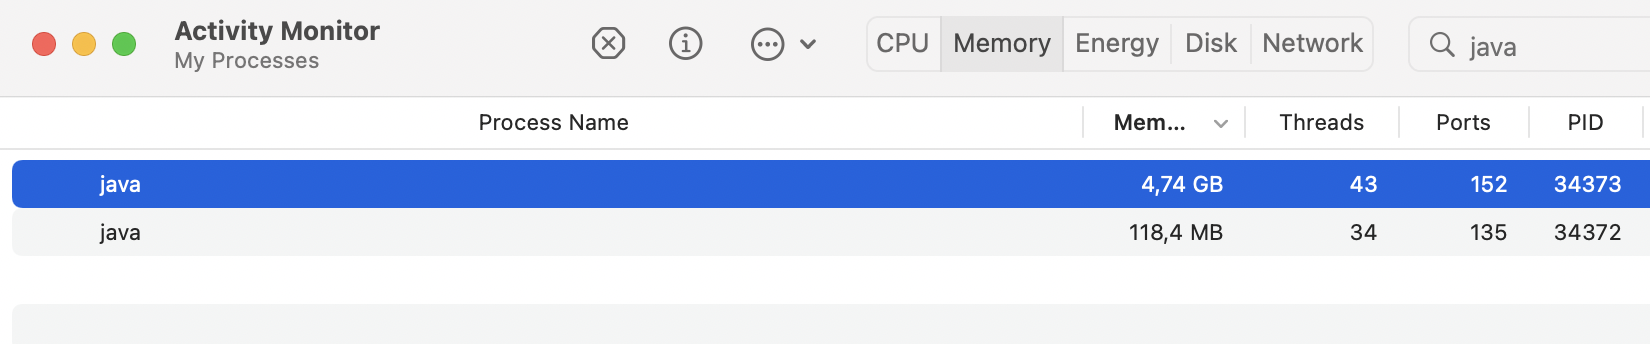 Activity Monitor
My Processes
CPU Memory Energy Disk Network
java
Process Name Mem... Threads Ports PID
java 4,74 GB 43 152 34373
java 118,4 MB 34 135 34372